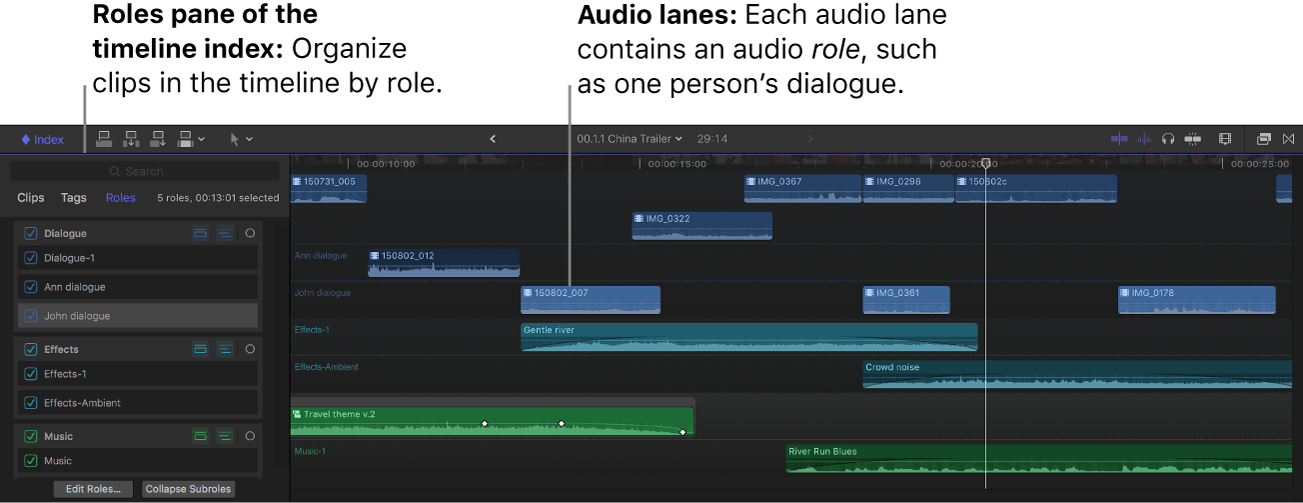 Roles pane of the
timeline index: Organize
clips in the timeline by role.
Audio lanes: Each audio lane
contains an audio role, such
as one person’s dialogue.
Index
00.1.1 China Trailer
29:14
Search
Clips Tags Roles 5 roles, 00:13:01 selected
Dialogue
Dialogue-1
Ann dialogue
John dialogue
Effects
Effects-1
Effects-Ambient
Music
Music
Edit Roles... Collapse Subroles
00:00:10:00 00:00:15:00 00:00:20:00 00:00:25:00
150731_005 IMG_0367 IMG_0298 150802c
IMG_0322
Ann dialogue 150802_012
John dialogue 150802_007 IMG_0361 IMG_0178
Effects-1 Gentle river
Effects-Ambient Crowd noise
Travel theme v.2
Music-1 River Run Blues